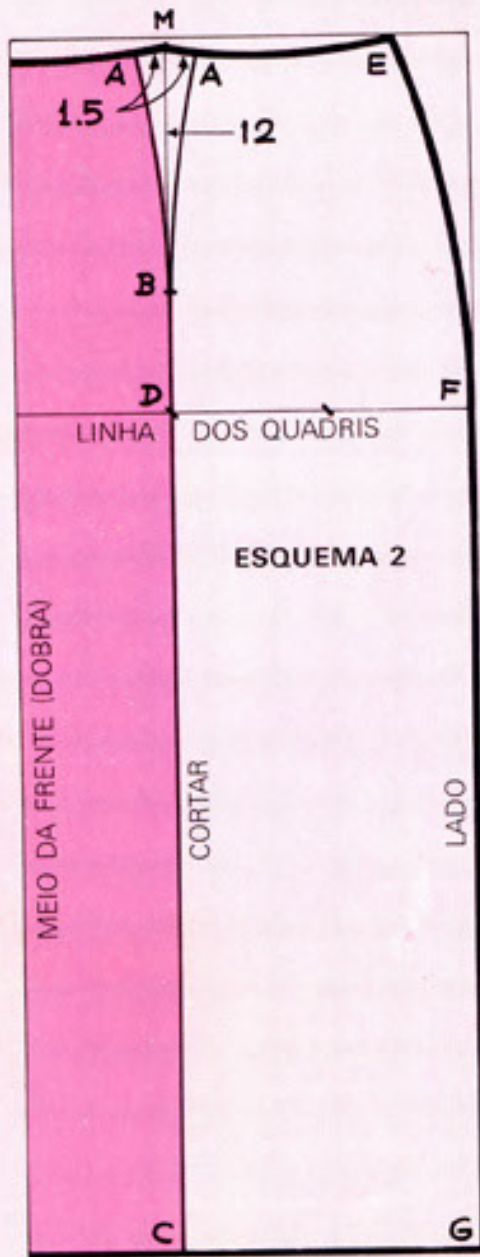 M
A A E
1.5
12
B
D F
LINHA DOS QUADRIS
ESQUEMA 2
MEIO DA FRENTE (DOBRA)
CORTAR
LADO
C G